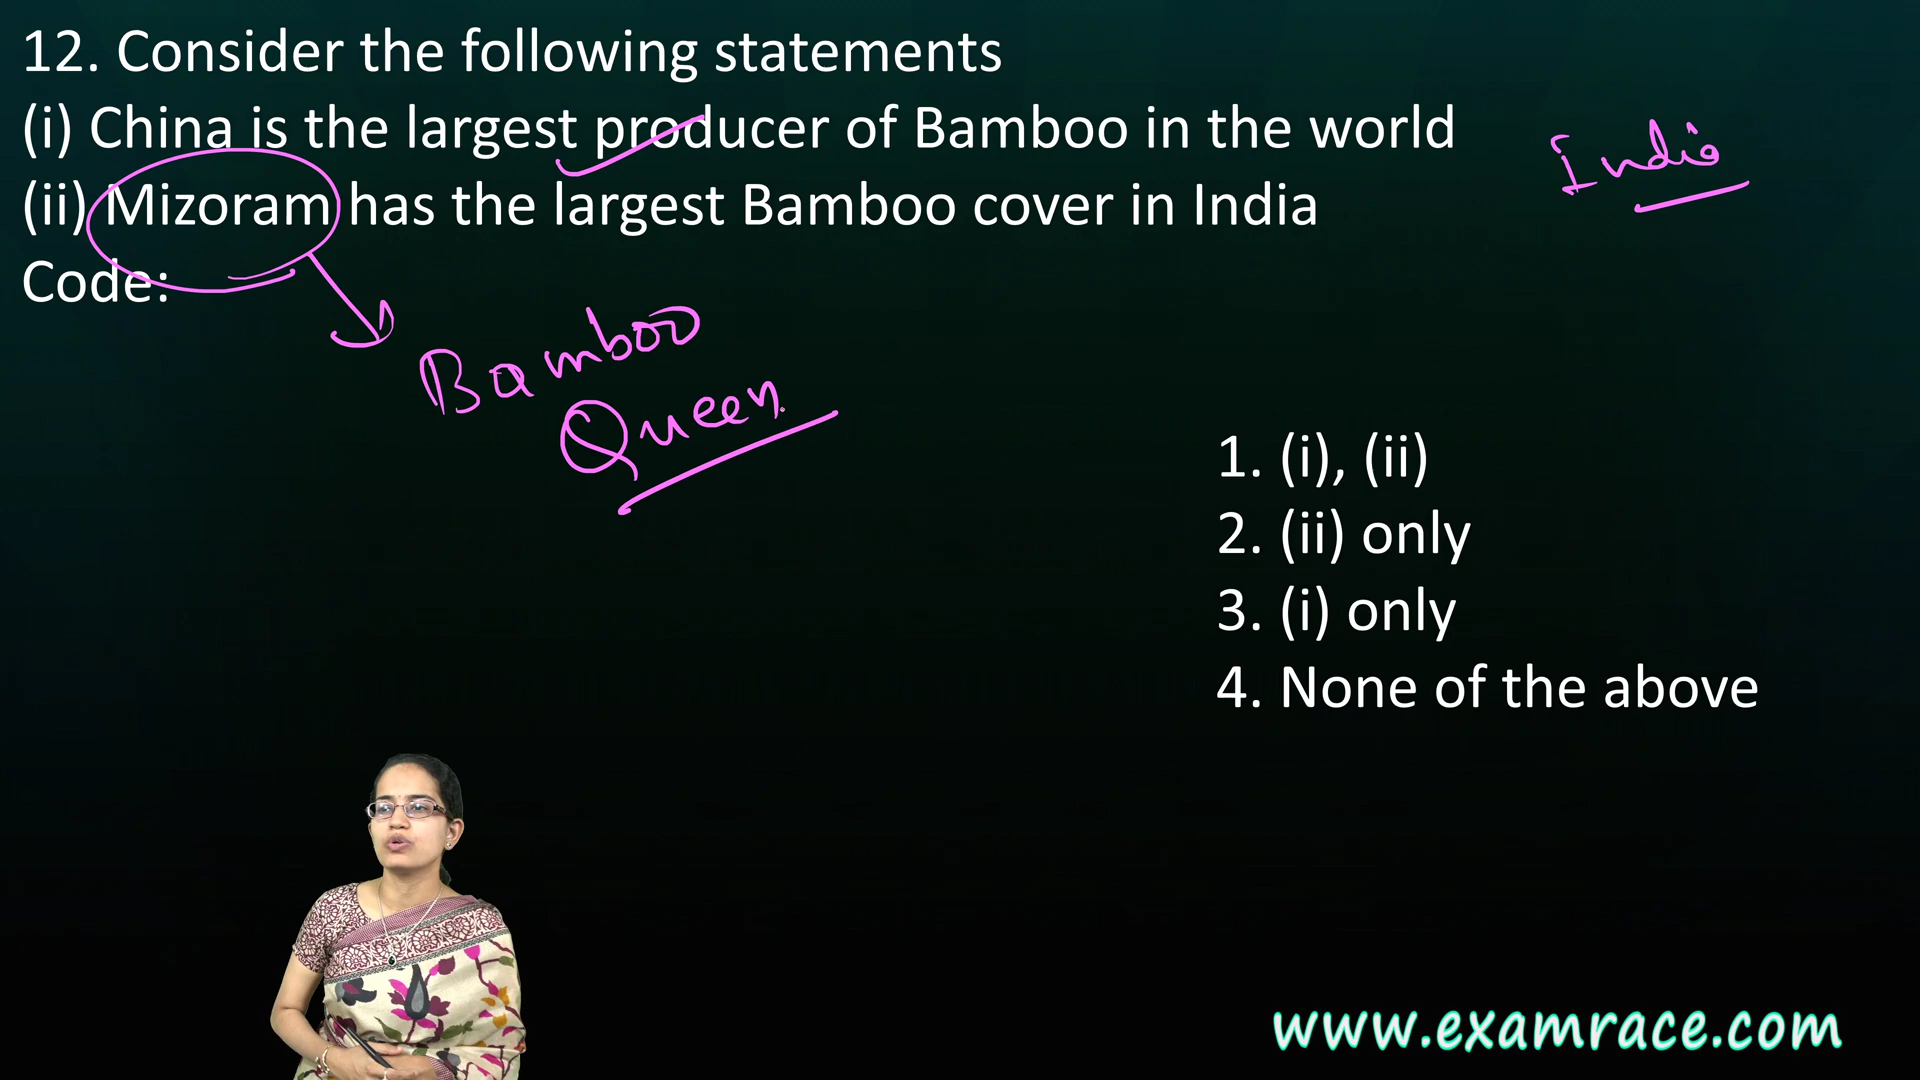 12. Consider the following statements
(i) China is the largest producer of Bamboo in the world
India
(ii) Mizoram has the largest Bamboo cover in India
Code:
Bamboo
Queen
1. (i), (ii)
2. (ii) only
3. (i) only
4. None of the above
www.examrace.com